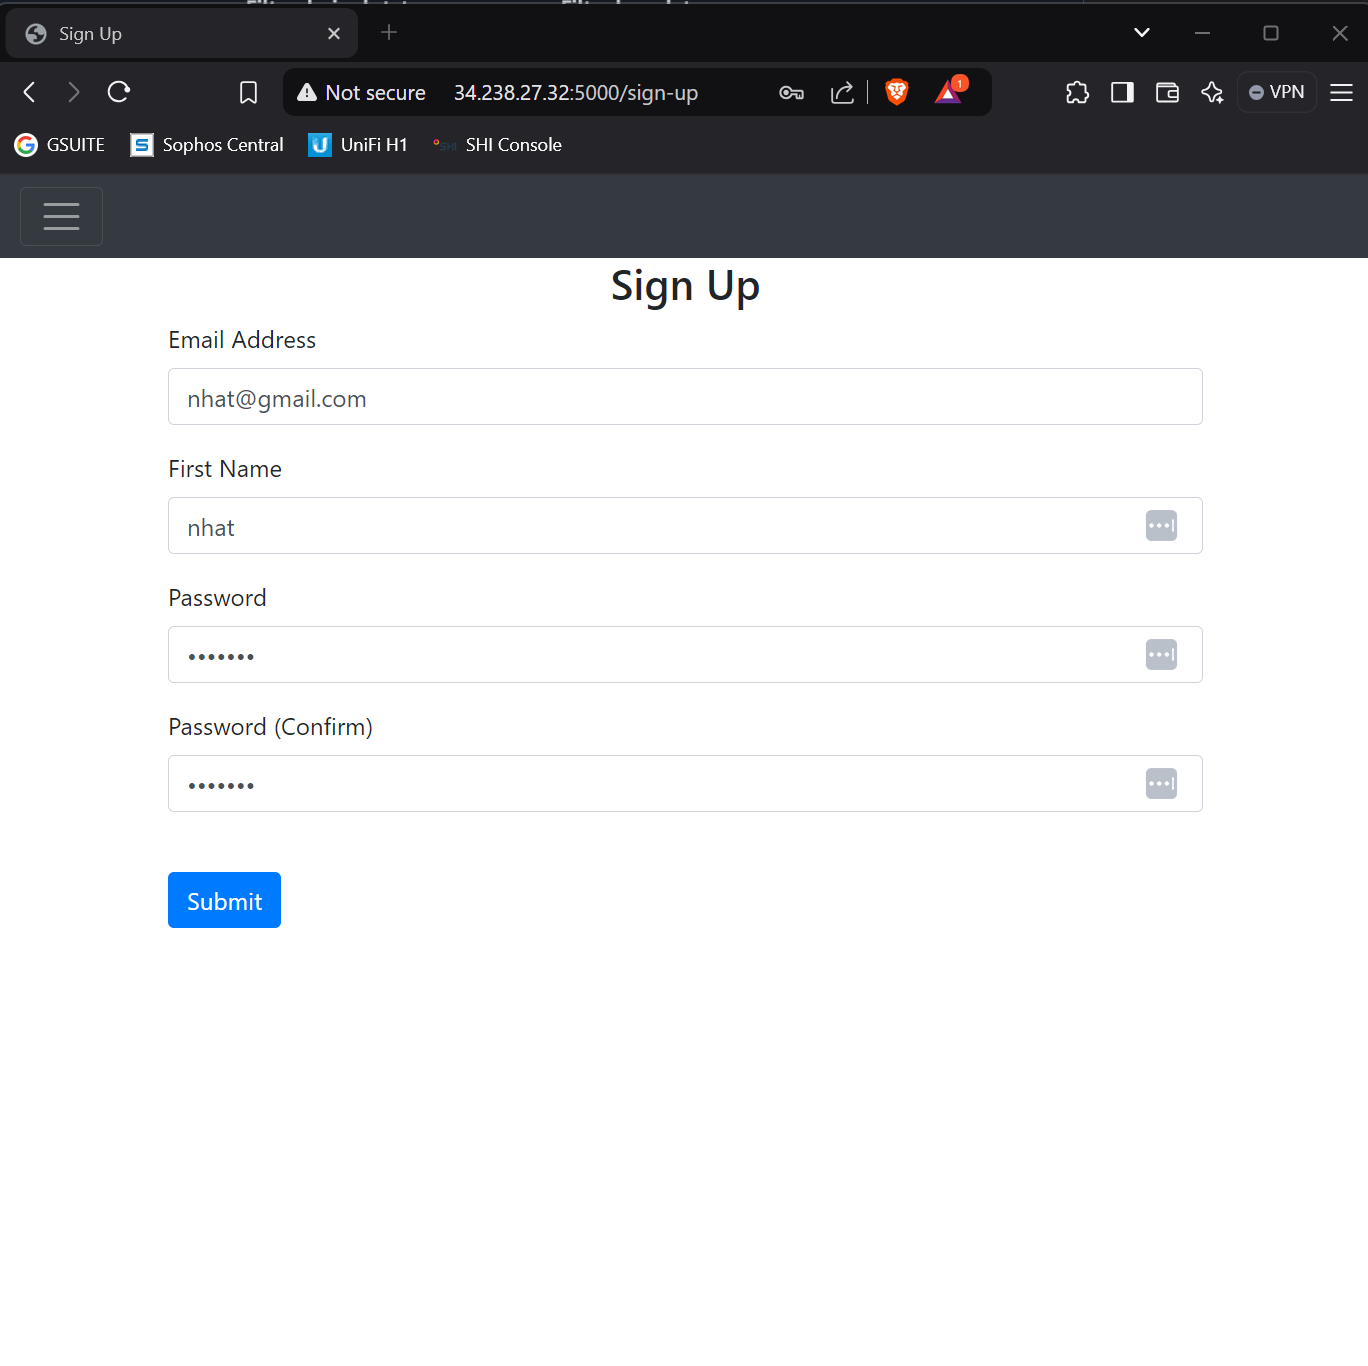 Sign Up
Not secure 34.238.27.32:5000/sign-up 1 VPN
GSUITE Sophos Central UniFi H1 SHI Console
Sign Up
Email Address
nhat@gmail.com
First Name
nhat
Password
•••••••
Password (Confirm)
•••••••
Submit